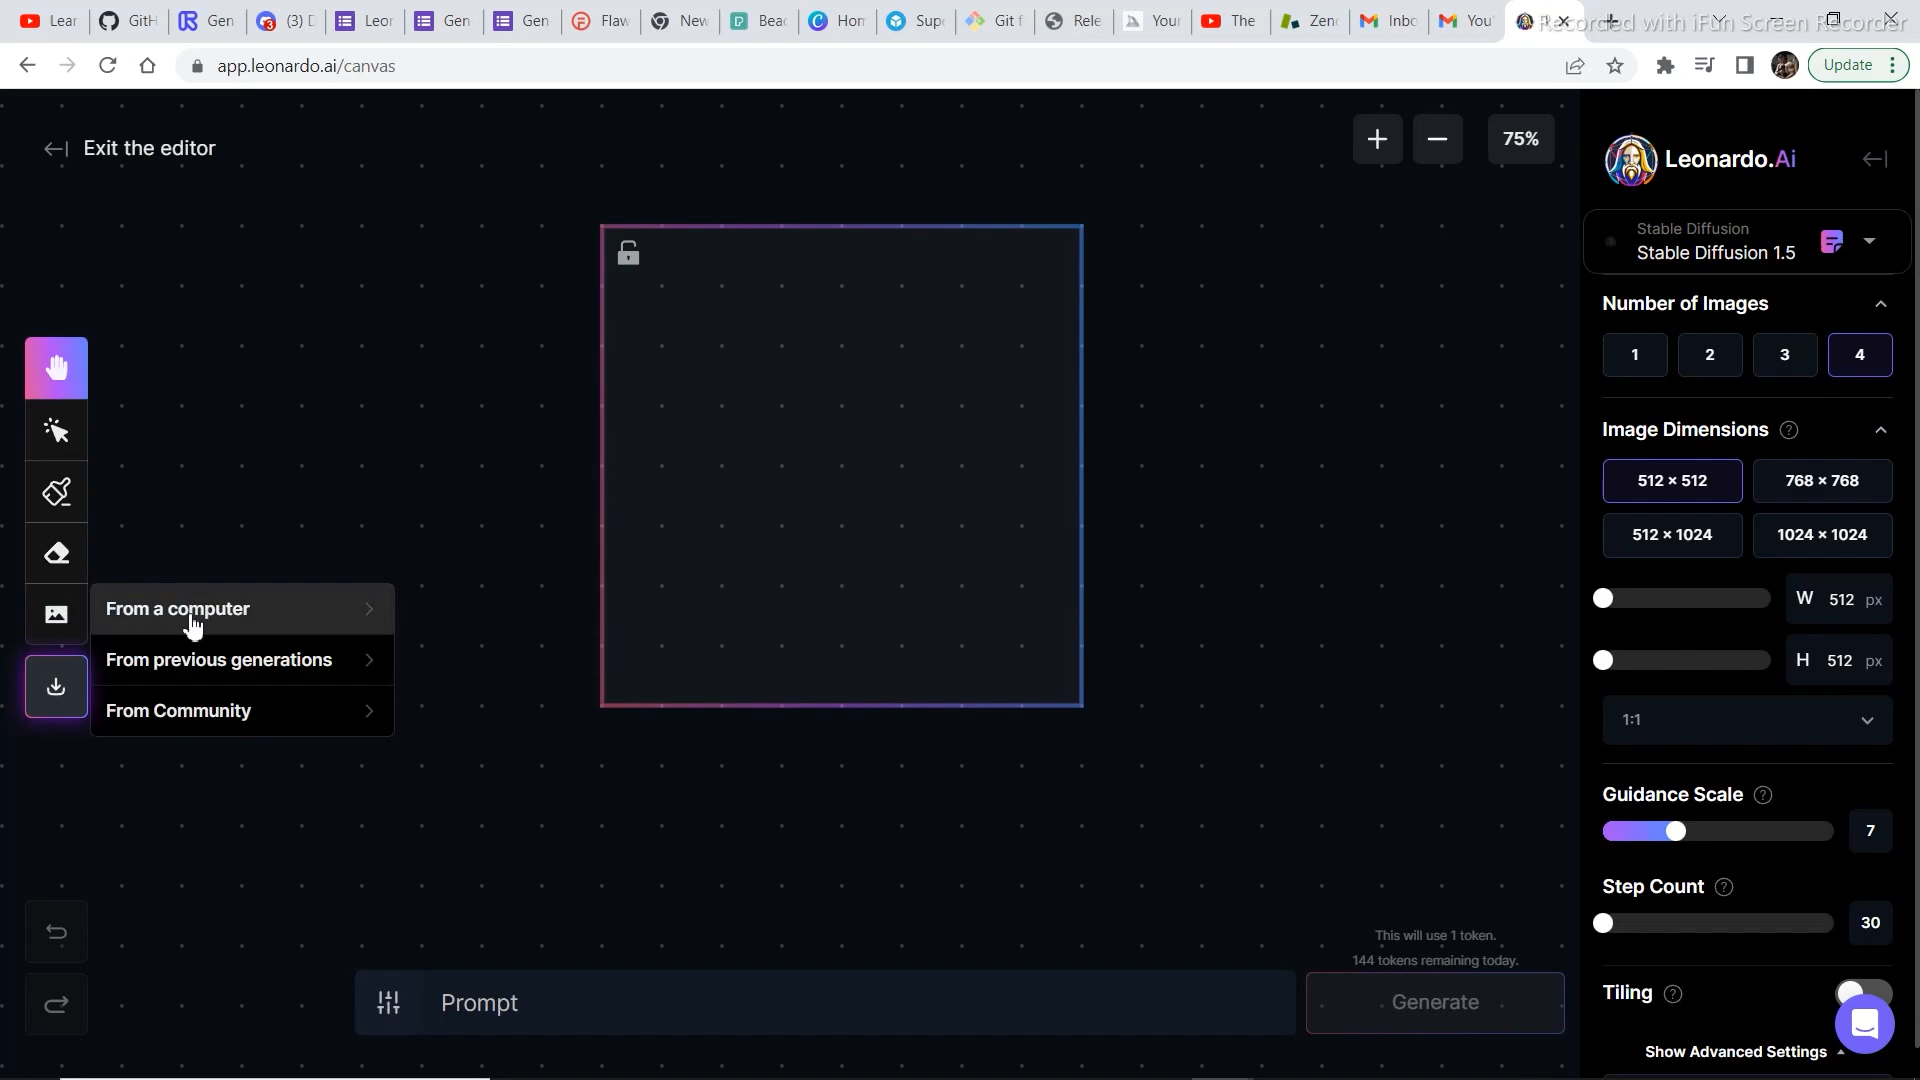 Lear
GitH
Gen
(3) D
Leor
Gen
Gen
Flaw
New
Beac
Hom
Supe
Git f
Rele
Your
The
Zen
Inbo
You
Recorded with iFun Screen Recorder
app.leonardo.ai/canvas
Update
Exit the editor
75%
Leonardo.Ai
Stable Diffusion
Stable Diffusion 1.5
Number of Images
1 2 3 4
Image Dimensions
512 × 512 768 × 768
512 × 1024 1024 × 1024
W 512 px
H 512 px
1:1
Guidance Scale
7
Step Count
30
Tiling
Show Advanced Settings
From a computer
From previous generations
From Community
This will use 1 token.
144 tokens remaining today.
Prompt
Generate